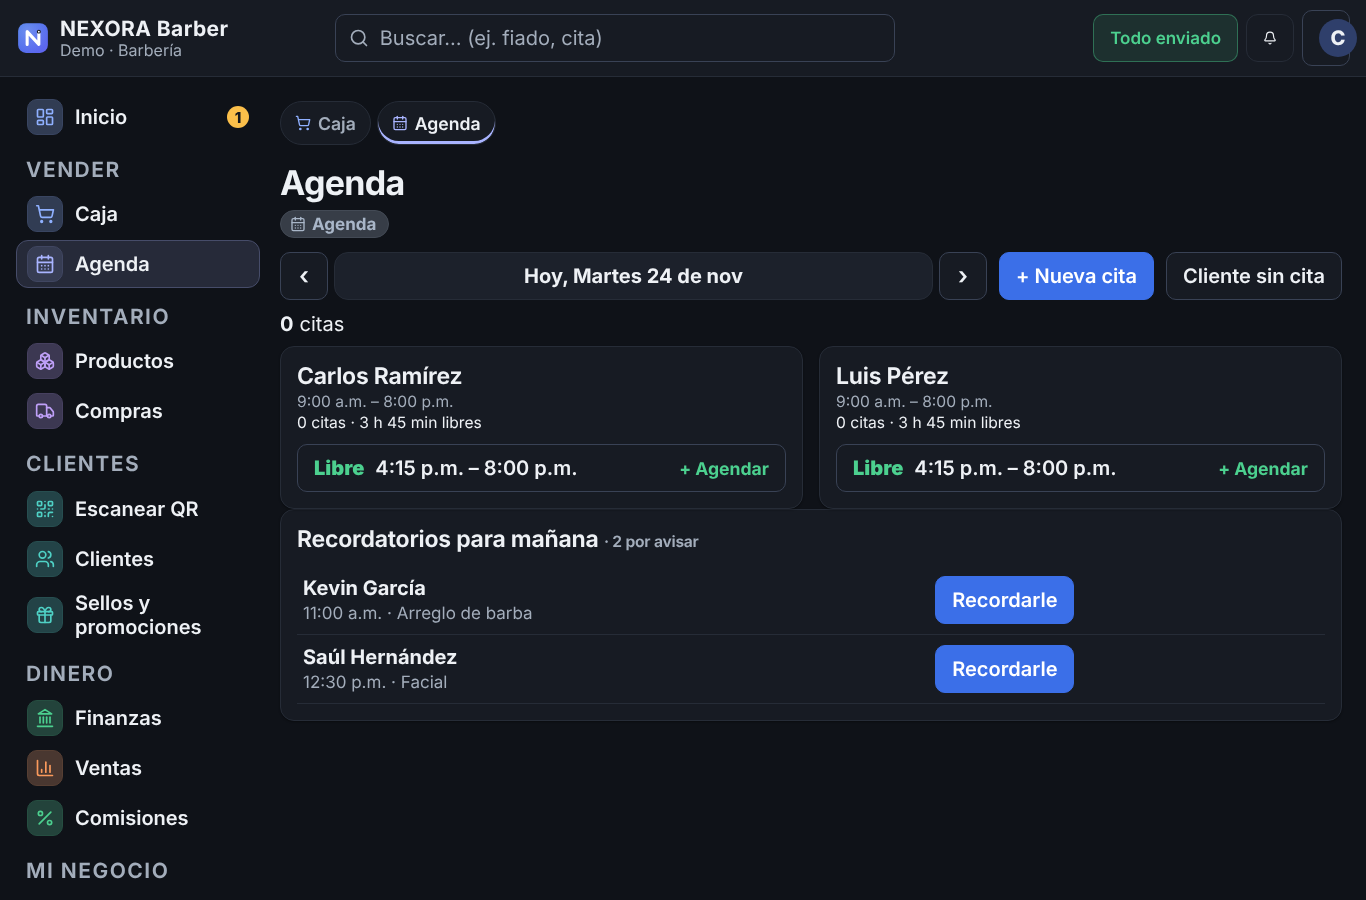 NEXORA Barber
Demo · Barbería
Buscar... (ej. fiado, cita)
Todo enviado
C
Inicio
1
VENDER
Caja
Agenda
INVENTARIO
Productos
Compras
CLIENTES
Escanear QR
Clientes
Sellos y
promociones
DINERO
Finanzas
Ventas
Comisiones
MI NEGOCIO
Caja
Agenda
Agenda
Agenda
‹
Hoy, Martes 24 de nov
›
+ Nueva cita
Cliente sin cita
0 citas
Carlos Ramírez
9:00 a.m. – 8:00 p.m.
0 citas · 3 h 45 min libres
Libre 4:15 p.m. – 8:00 p.m.
+ Agendar
Luis Pérez
9:00 a.m. – 8:00 p.m.
0 citas · 3 h 45 min libres
Libre 4:15 p.m. – 8:00 p.m.
+ Agendar
Recordatorios para mañana · 2 por avisar
Kevin García
11:00 a.m. · Arreglo de barba
Recordarle
Saúl Hernández
12:30 p.m. · Facial
Recordarle